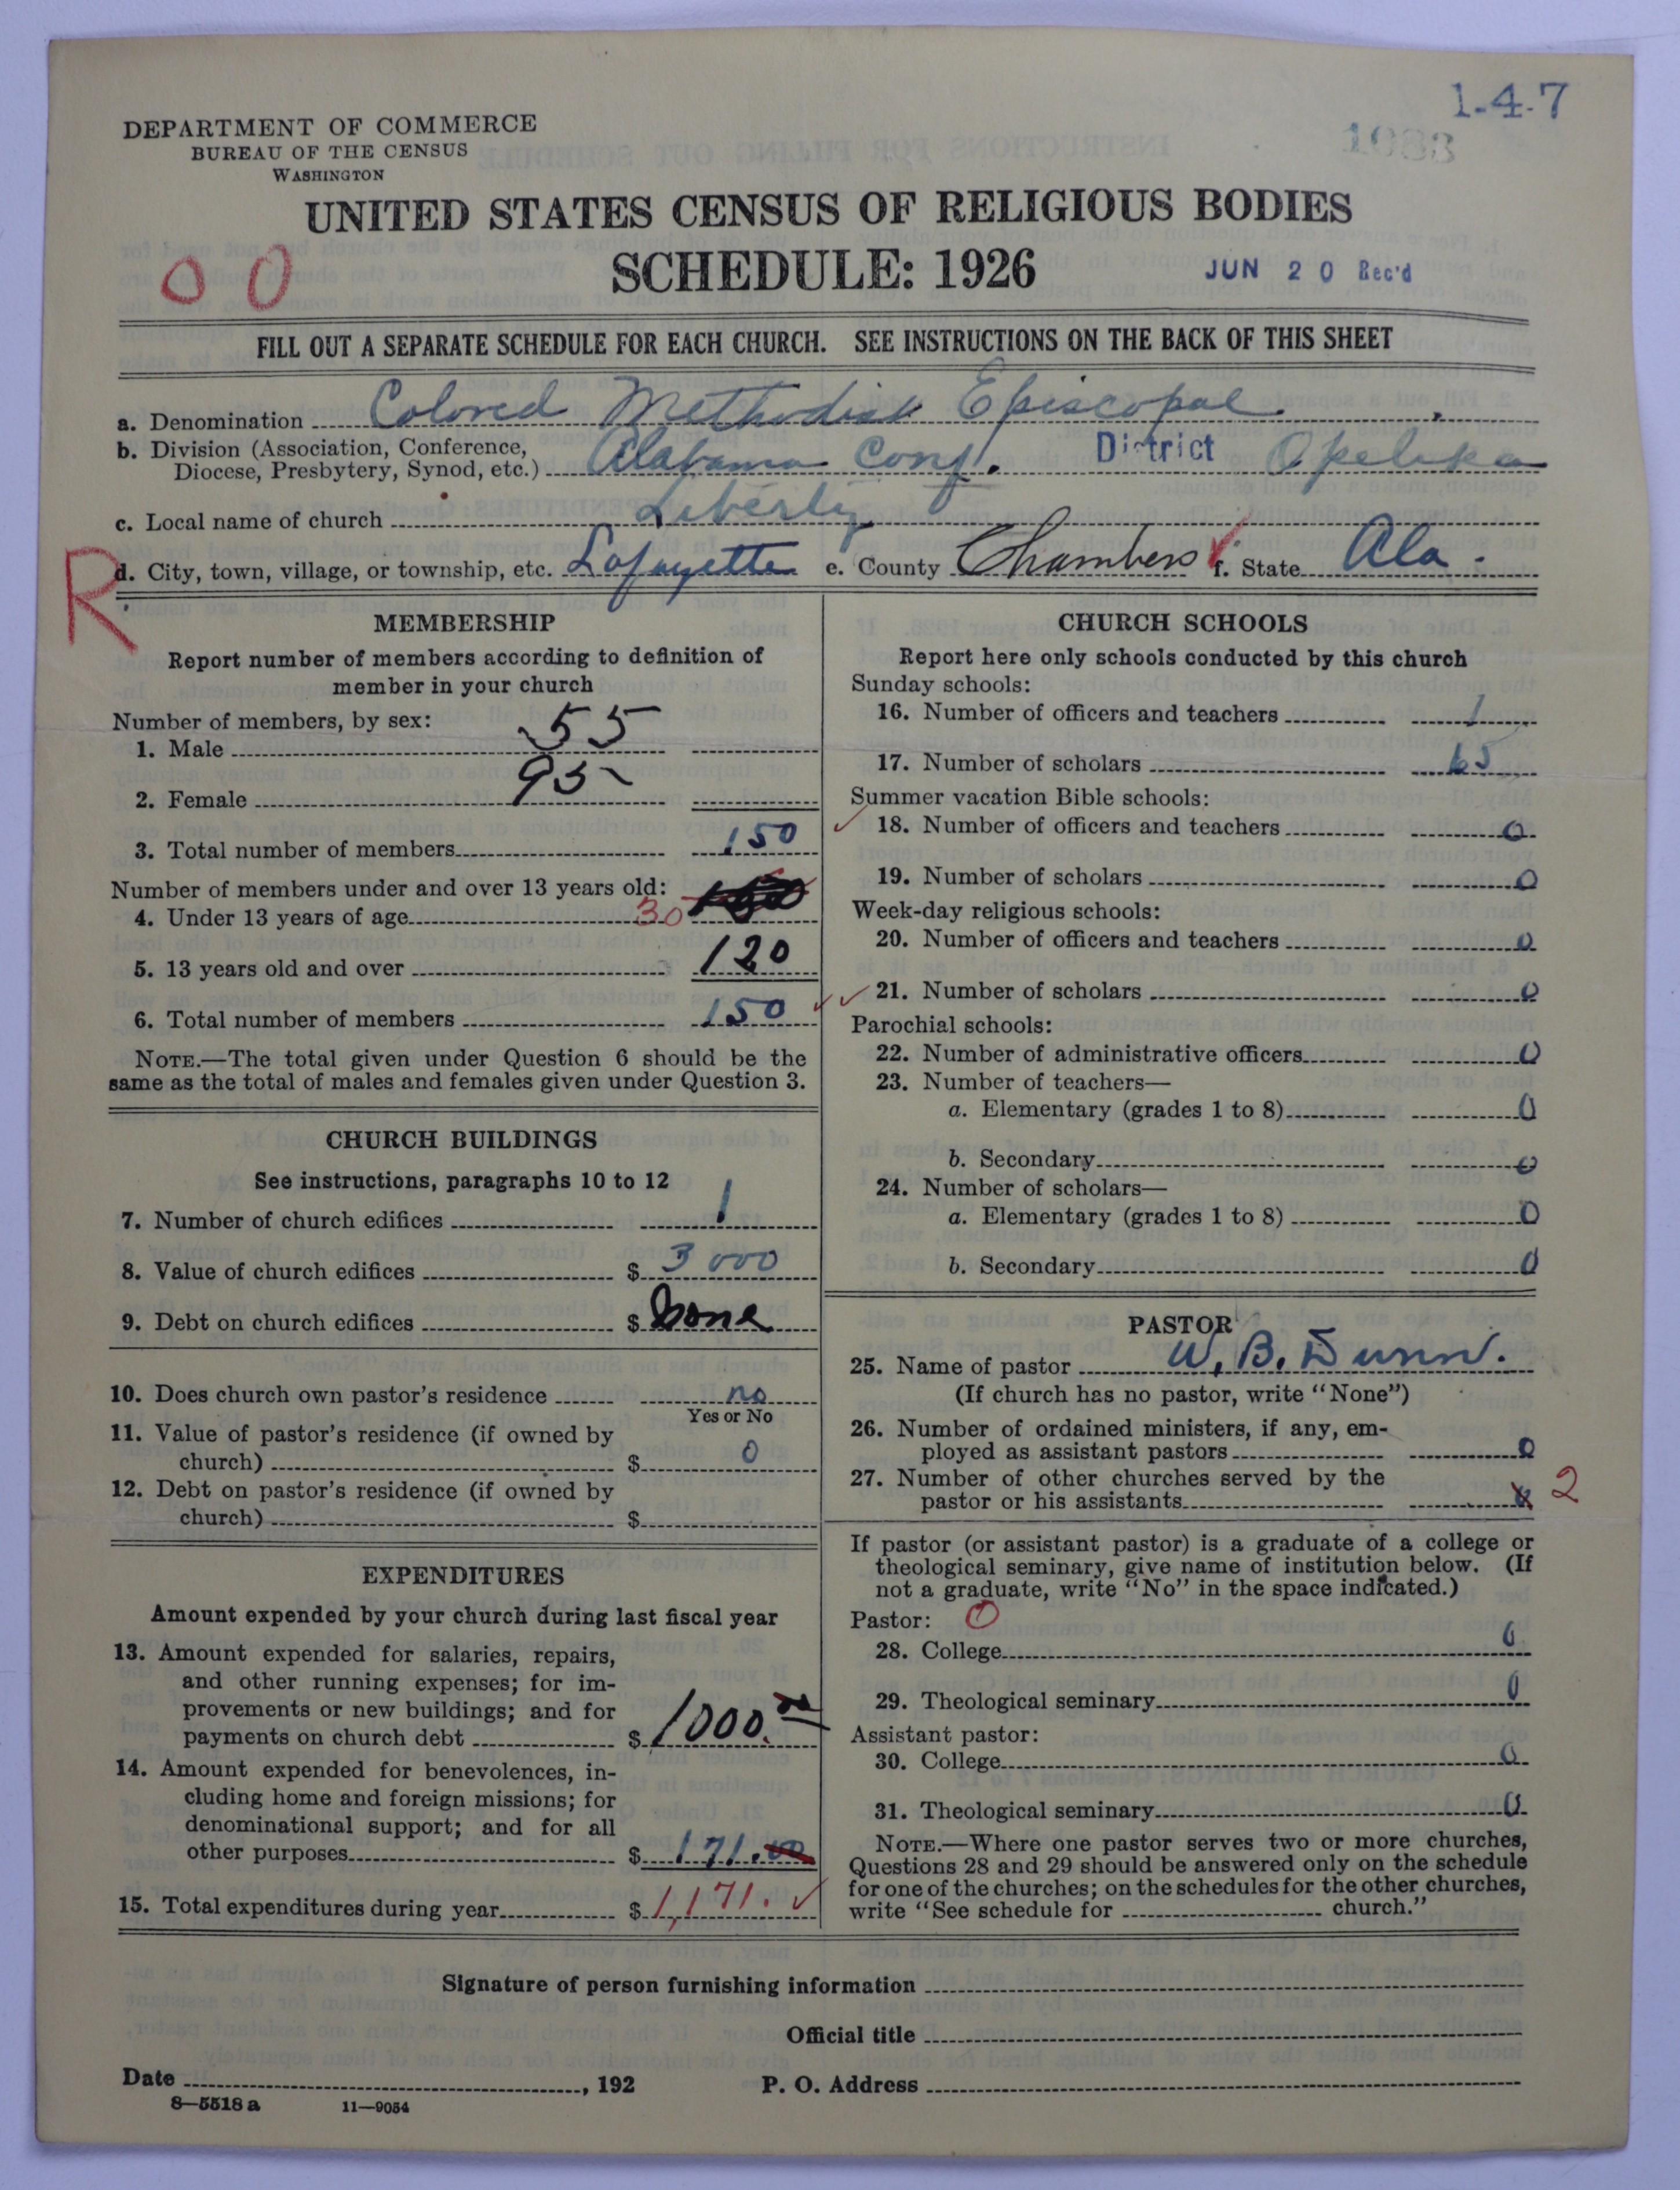 1-4-7
1083
DEPARTMENT OF COMMERCE
BUREAU OF THE CENSUS
WASHINGTON
UNITED STATES CENSUS OF RELIGIOUS BODIES
SCHEDULE: 1926
JUN 20 Rec'd
0 0
FILL OUT A SEPARATE SCHEDULE FOR EACH CHURCH. SEE INSTRUCTIONS ON THE BACK OF THIS SHEET
a. Denomination Colored Methodist Episcopal
b. Division (Association, Conference,
Diocese, Presbytery, Synod, etc.) Alabama Conf. District Opelika
c. Local name of church Liberty
R
d. City, town, village, or township, etc. Lafayette e. County Chambers f. State Ala.
MEMBERSHIP
Report number of members according to definition of
member in your church
Number of members, by sex:
1. Male 55
2. Female 95
3. Total number of members 150
Number of members under and over 13 years old:
4. Under 13 years of age 30
5. 13 years old and over 120
6. Total number of members 150
NOTE.—The total given under Question 6 should be the
same as the total of males and females given under Question 3.
CHURCH BUILDINGS
See instructions, paragraphs 10 to 12
7. Number of church edifices 1
8. Value of church edifices $ 3000
9. Debt on church edifices $ None
10. Does church own pastor's residence no
Yes or No
11. Value of pastor's residence (if owned by
church) $ 0
12. Debt on pastor's residence (if owned by
church) $
EXPENDITURES
Amount expended by your church during last fiscal year
13. Amount expended for salaries, repairs,
and other running expenses; for im-
provements or new buildings; and for
payments on church debt $ 1000.00
14. Amount expended for benevolences, in-
cluding home and foreign missions; for
denominational support; and for all
other purposes $ 171.00
15. Total expenditures during year $ 1,171. ✓
CHURCH SCHOOLS
Report here only schools conducted by this church
Sunday schools:
16. Number of officers and teachers 1
17. Number of scholars 65
Summer vacation Bible schools:
✓ 18. Number of officers and teachers 0
19. Number of scholars 0
Week-day religious schools:
20. Number of officers and teachers 0
✓ ✓ 21. Number of scholars 0
Parochial schools:
22. Number of administrative officers 0
23. Number of teachers—
a. Elementary (grades 1 to 8) 0
b. Secondary 0
24. Number of scholars—
a. Elementary (grades 1 to 8) 0
b. Secondary 0
PASTOR
25. Name of pastor W. B. Dunn.
(If church has no pastor, write "None")
26. Number of ordained ministers, if any, em-
ployed as assistant pastors 0
27. Number of other churches served by the
pastor or his assistants 2
If pastor (or assistant pastor) is a graduate of a college or
theological seminary, give name of institution below. (If
not a graduate, write "No" in the space indicated.)
Pastor: 0
28. College 0
29. Theological seminary 0
Assistant pastor:
30. College 0
31. Theological seminary 0
NOTE.—Where one pastor serves two or more churches,
Questions 28 and 29 should be answered only on the schedule
for one of the churches; on the schedules for the other churches,
write "See schedule for church."
Signature of person furnishing information
Official title
Date , 192 P. O. Address
8—5518 a 11—9054